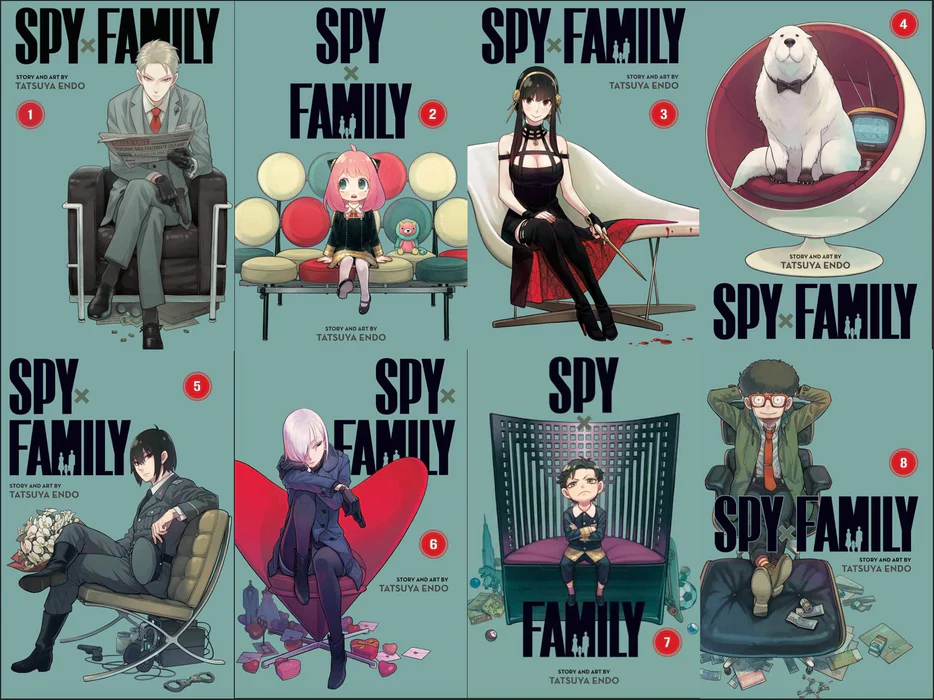 SPY×FAMILY
STORY AND ART BY
TATSUYA ENDO
1
SPY
×
FAMILY
2
STORY AND ART BY
TATSUYA ENDO
SPY×FAMILY
STORY AND ART BY
TATSUYA ENDO
3
4
STORY AND ART BY
TATSUYA ENDO
SPY×FAMILY
SPY×
FAMILY
5
STORY AND ART BY
TATSUYA ENDO
SPY×
FAMILY
6
STORY AND ART BY
TATSUYA ENDO
SPY
×
FAMILY
7
STORY AND ART BY
TATSUYA ENDO
8
SPY×FAMILY
STORY AND ART BY
TATSUYA ENDO